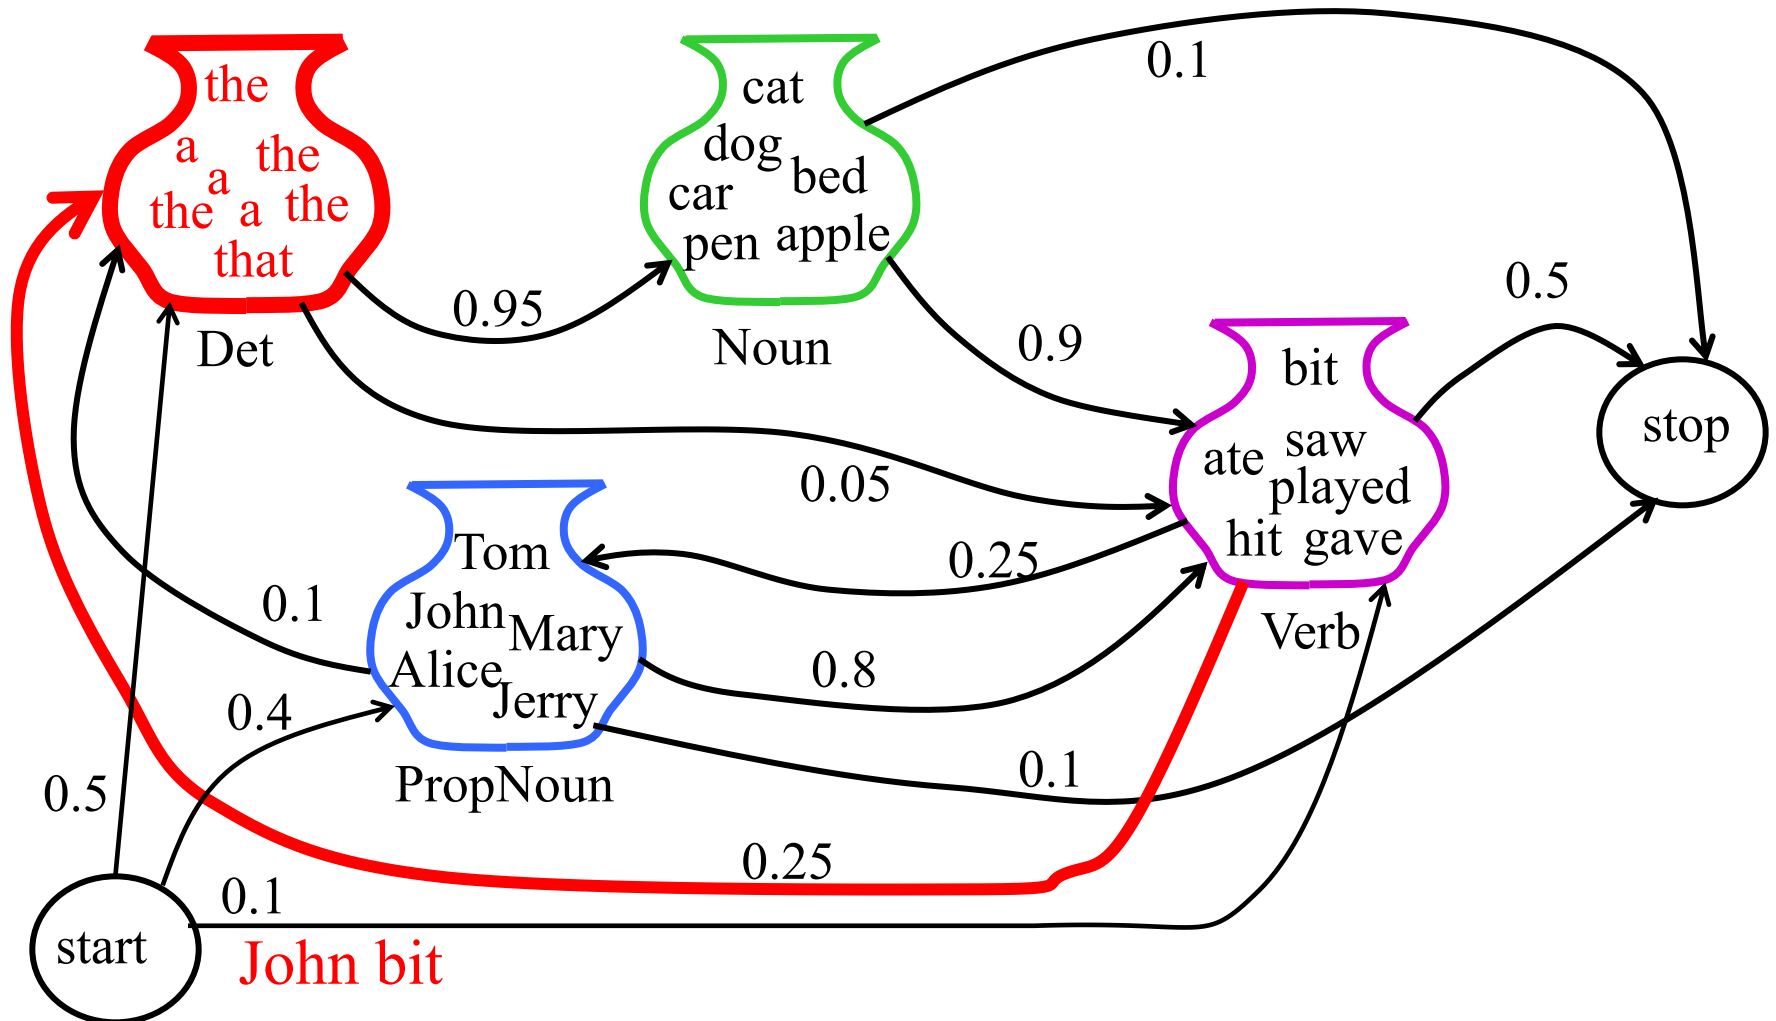 the
a the
a
the a the
that
Det
0.95
cat
dog
bed
car
apple
pen
Noun
0.1
0.9
0.5
bit
saw
ate
played
hit gave
Verb
stop
0.05
0.25
Tom
John
Mary
Alice
Jerry
PropNoun
0.1
0.4
0.8
0.1
0.5
0.25
0.1
start
John bit